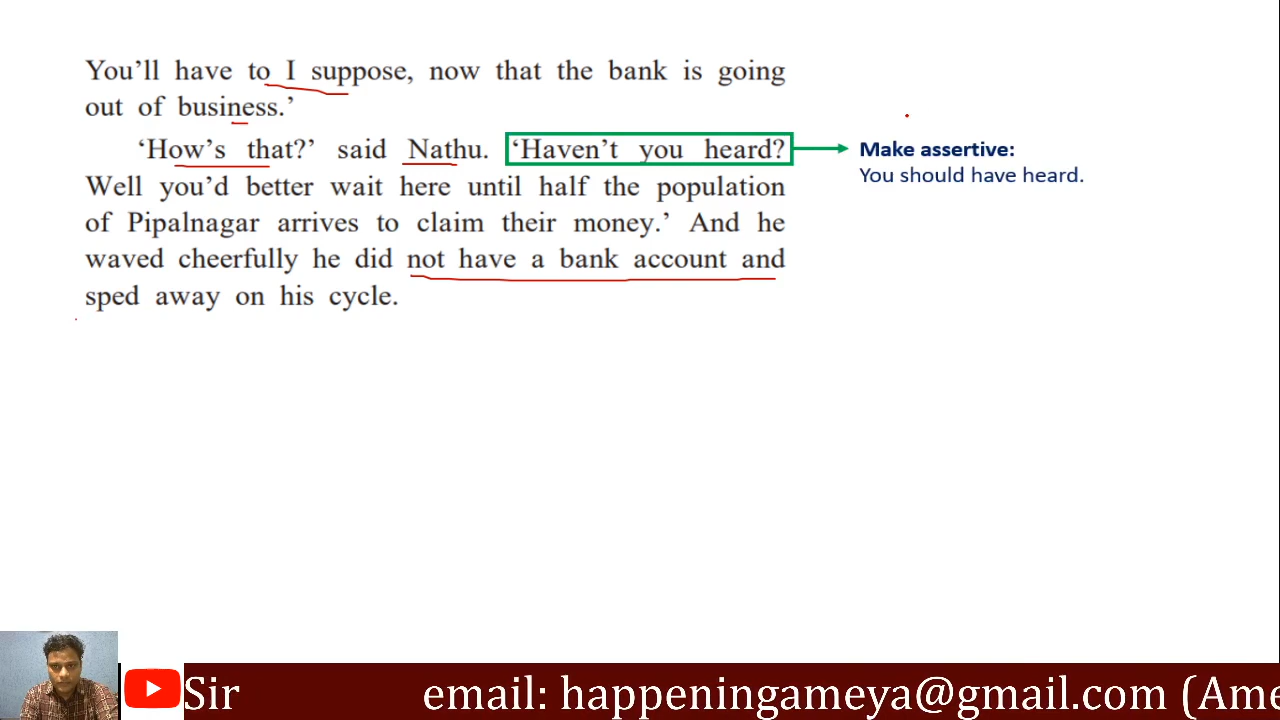 You'll have to I suppose, now that the bank is going
out of business.'
'How's that?' said Nathu. 'Haven't you heard?
Well you'd better wait here until half the population
of Pipalnagar arrives to claim their money.' And he
waved cheerfully he did not have a bank account and
sped away on his cycle.
Make assertive:
You should have heard.
Sir email: happeningameya@gmail.com (Ame